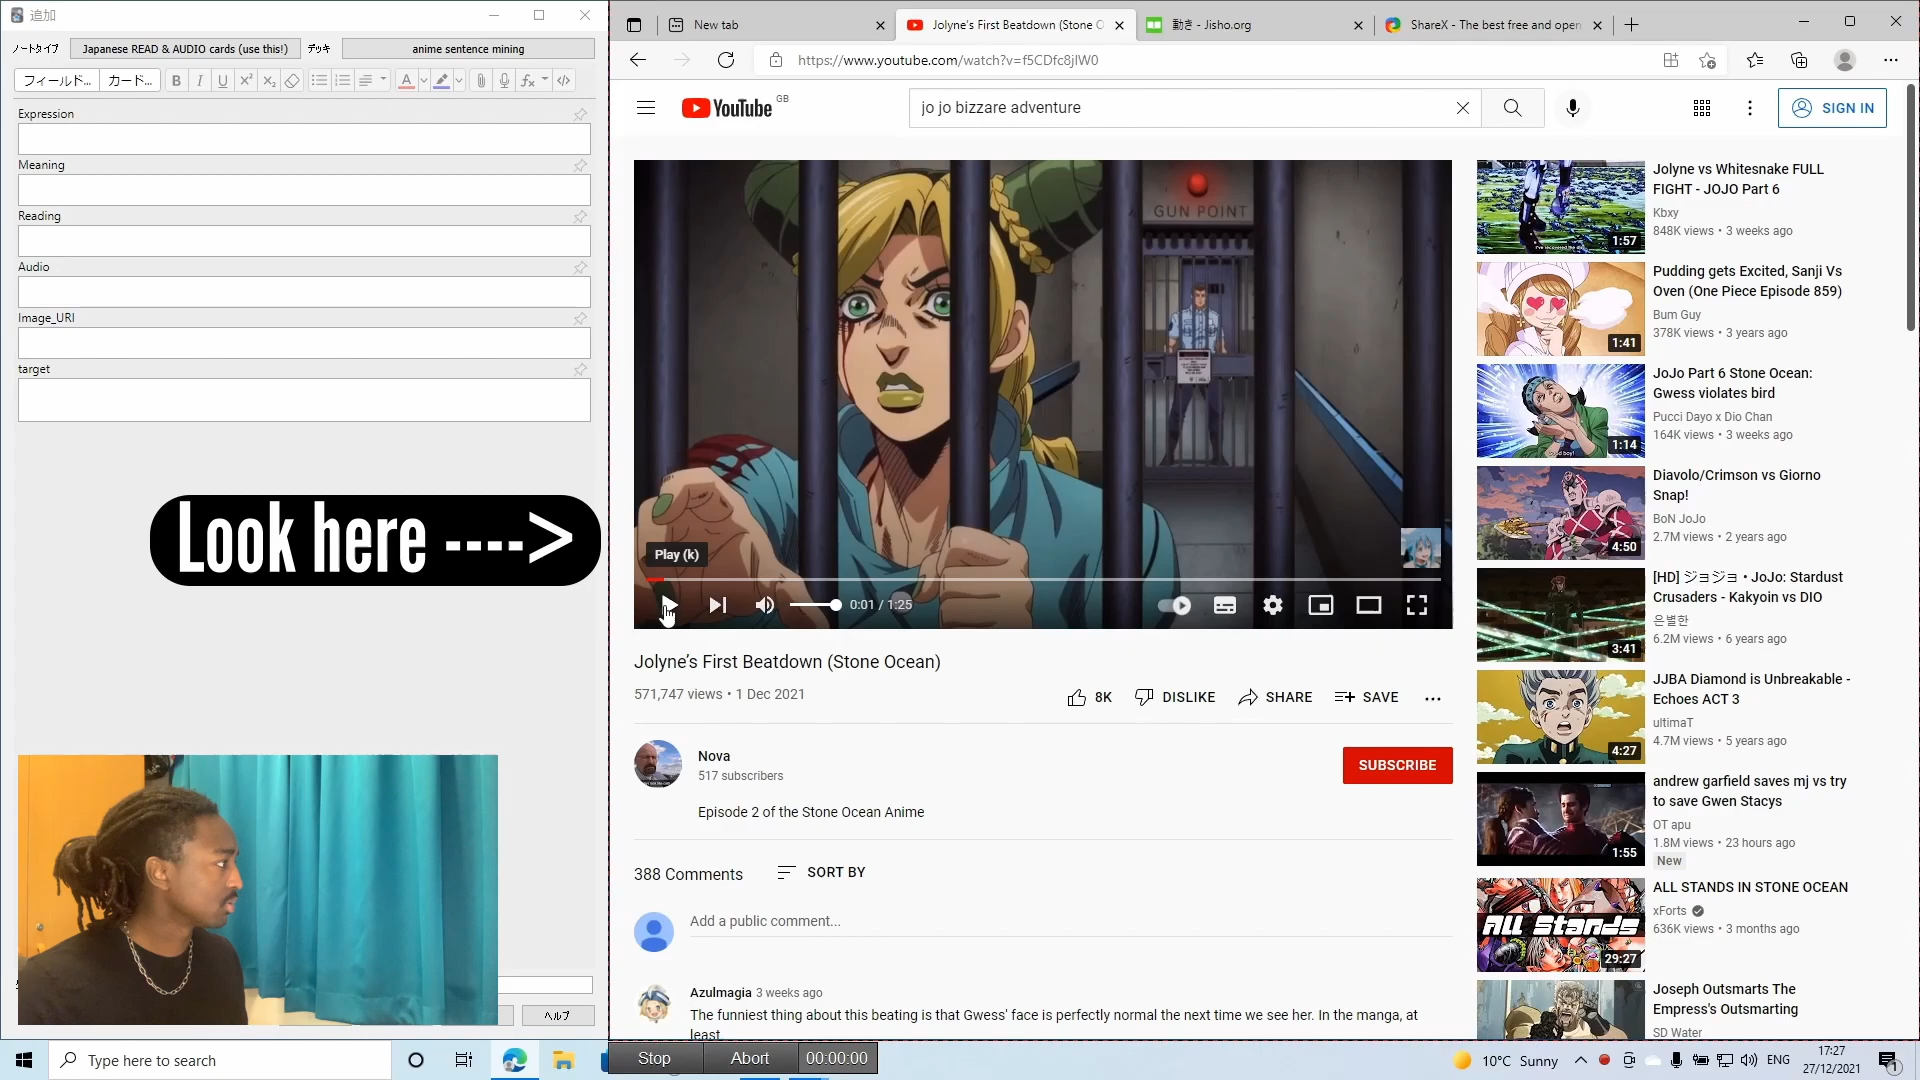 追加
ノートタイプ
Japanese READ & AUDIO cards (use this!)
デッキ
anime sentence mining
フィールド...
カード...
B I U x² x₂
A
fx
</>
Expression
Meaning
Reading
Audio
Image_URI
target
Look here ---->
ヘルプ
New tab
Jolyne's First Beatdown (Stone O
動き - Jisho.org
ShareX - The best free and open
https://www.youtube.com/watch?v=f5CDfc8jIW0
YouTube GB
jo jo bizzare adventure
SIGN IN
GUN POINT
Play (k)
0:01 / 1:25
Jolyne's First Beatdown (Stone Ocean)
571,747 views • 1 Dec 2021
8K
DISLIKE
SHARE
SAVE
Nova
517 subscribers
SUBSCRIBE
Episode 2 of the Stone Ocean Anime
388 Comments
SORT BY
Add a public comment...
Azulmagia 3 weeks ago
The funniest thing about this beating is that Gwess' face is perfectly normal the next time we see her. In the manga, at
least
Jolyne vs Whitesnake FULL
FIGHT - JOJO Part 6
Kbxy
848K views • 3 weeks ago
1:57
Pudding gets Excited, Sanji Vs
Oven (One Piece Episode 859)
Bum Guy
378K views • 3 years ago
1:41
JoJo Part 6 Stone Ocean:
Gwess violates bird
Pucci Dayo x Dio Chan
164K views • 3 weeks ago
1:14
Diavolo/Crimson vs Giorno
Snap!
BoN JoJo
2.7M views • 2 years ago
4:50
[HD] ジョジョ • JoJo: Stardust
Crusaders - Kakyoin vs DIO
은별한
6.2M views • 6 years ago
3:41
JJBA Diamond is Unbreakable -
Echoes ACT 3
ultimaT
4.7M views • 5 years ago
4:27
andrew garfield saves mj vs try
to save Gwen Stacys
OT apu
1.8M views • 23 hours ago
New
1:55
ALL STANDS IN STONE OCEAN
xForts
636K views • 3 months ago
All Stands
29:27
Joseph Outsmarts The
Empress's Outsmarting
SD Water
Type here to search
Stop
Abort
00:00:00
10°C Sunny
ENG
17:27
27/12/2021
1